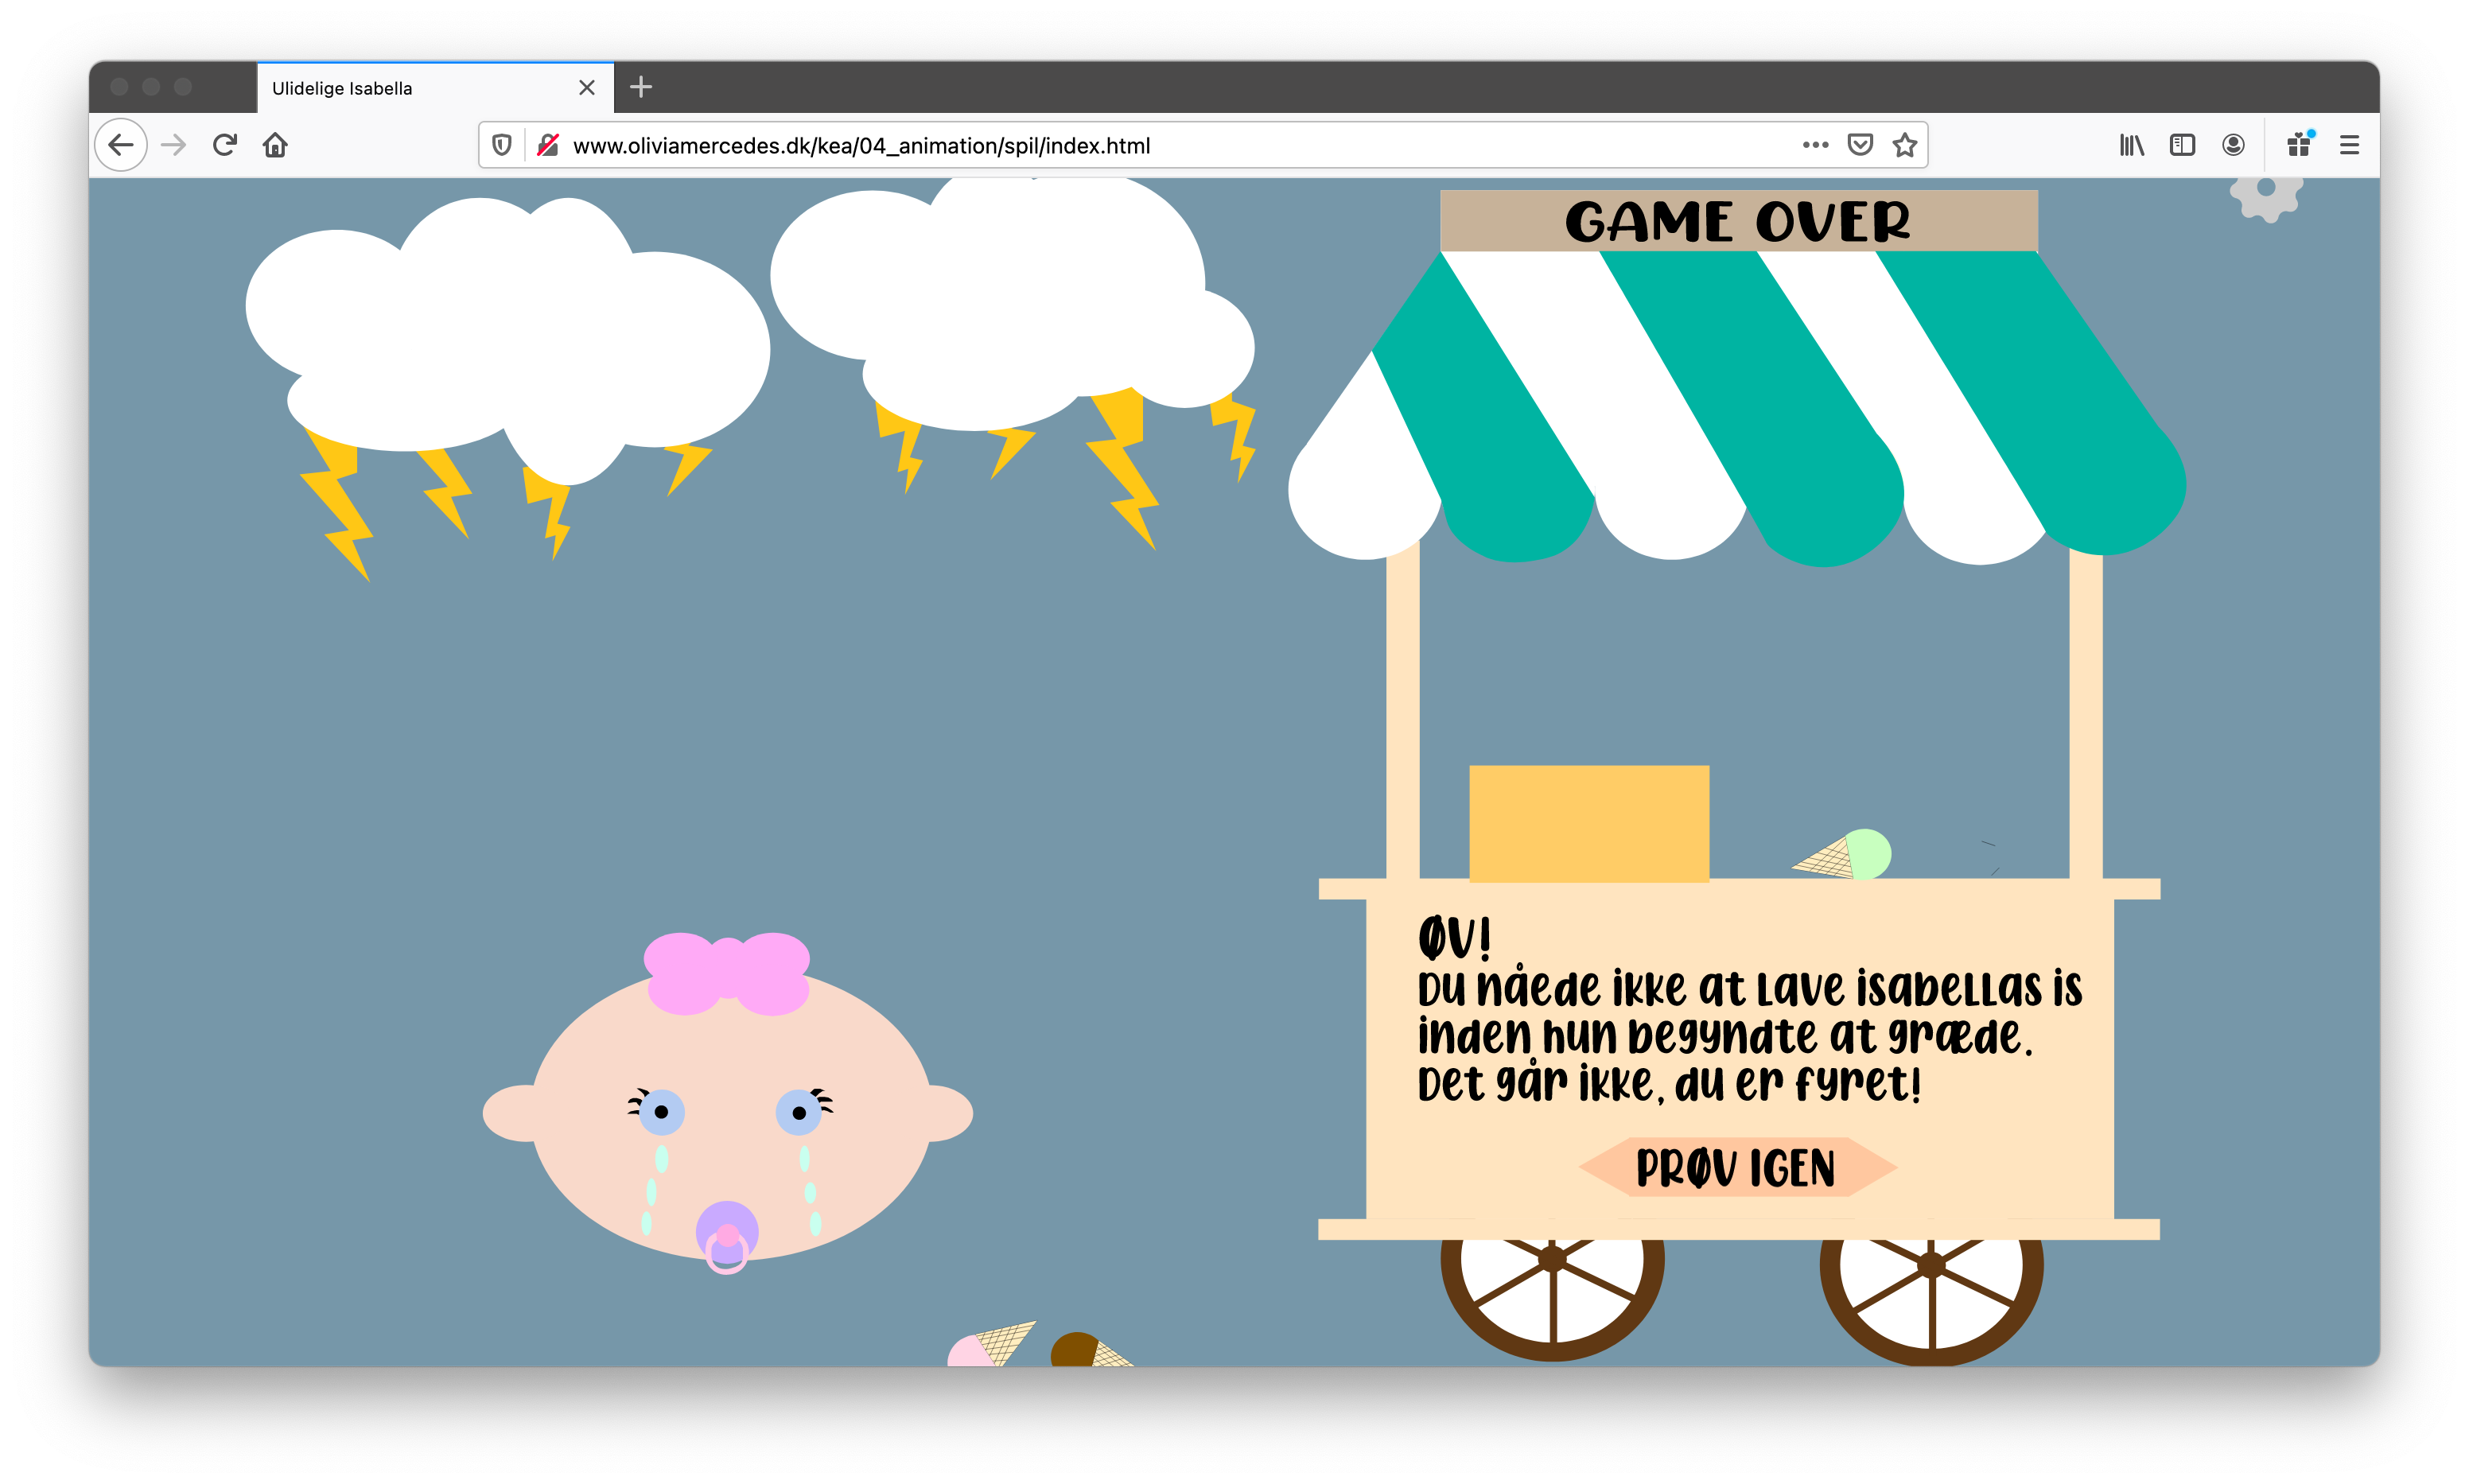 Ulidelige Isabella
www.oliviamercedes.dk/kea/04_animation/spil/index.html
GAME OVER
ØV!
Du nåede ikke at lave isabellas is
inden hun begyndte at græde.
Det går ikke, du er fyret!
PRØV IGEN